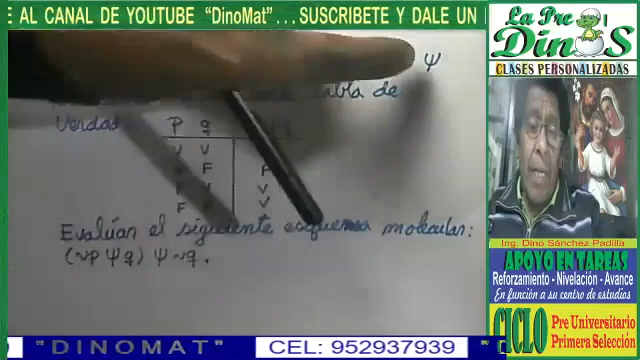 E AL CANAL DE YOUTUBE "DinoMat"...SUSCRIBETE Y DALE UN
La Pre
DinoS
CLASES PERSONALIZADAS
ψ
de
Verdad
p q
V V
F F
V V
F V
Evalúan el siguiente esquema molecular:
(~p ψ q) ψ ~q.
Ing. Dino Sánchez Padilla
APOYO EN TAREAS
Reforzamiento - Nivelación - Avance
En función a su centro de estudios
CICLO Pre Universitario
Primera Selección
"DINOMAT" CEL: 952937939